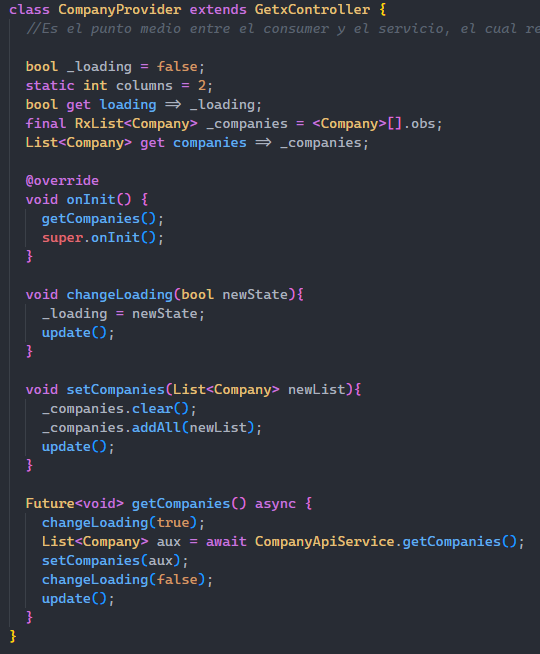 class CompanyProvider extends GetxController {
//Es el punto medio entre el consumer y el servicio, el cual re
bool _loading = false;
static int columns = 2;
bool get loading => _loading;
final RxList<Company> _companies = <Company>[].obs;
List<Company> get companies => _companies;
@override
void onInit() {
getCompanies();
super.onInit();
}
void changeLoading(bool newState){
_loading = newState;
update();
}
void setCompanies(List<Company> newList){
_companies.clear();
_companies.addAll(newList);
update();
}
Future<void> getCompanies() async {
changeLoading(true);
List<Company> aux = await CompanyApiService.getCompanies();
setCompanies(aux);
changeLoading(false);
update();
}
}